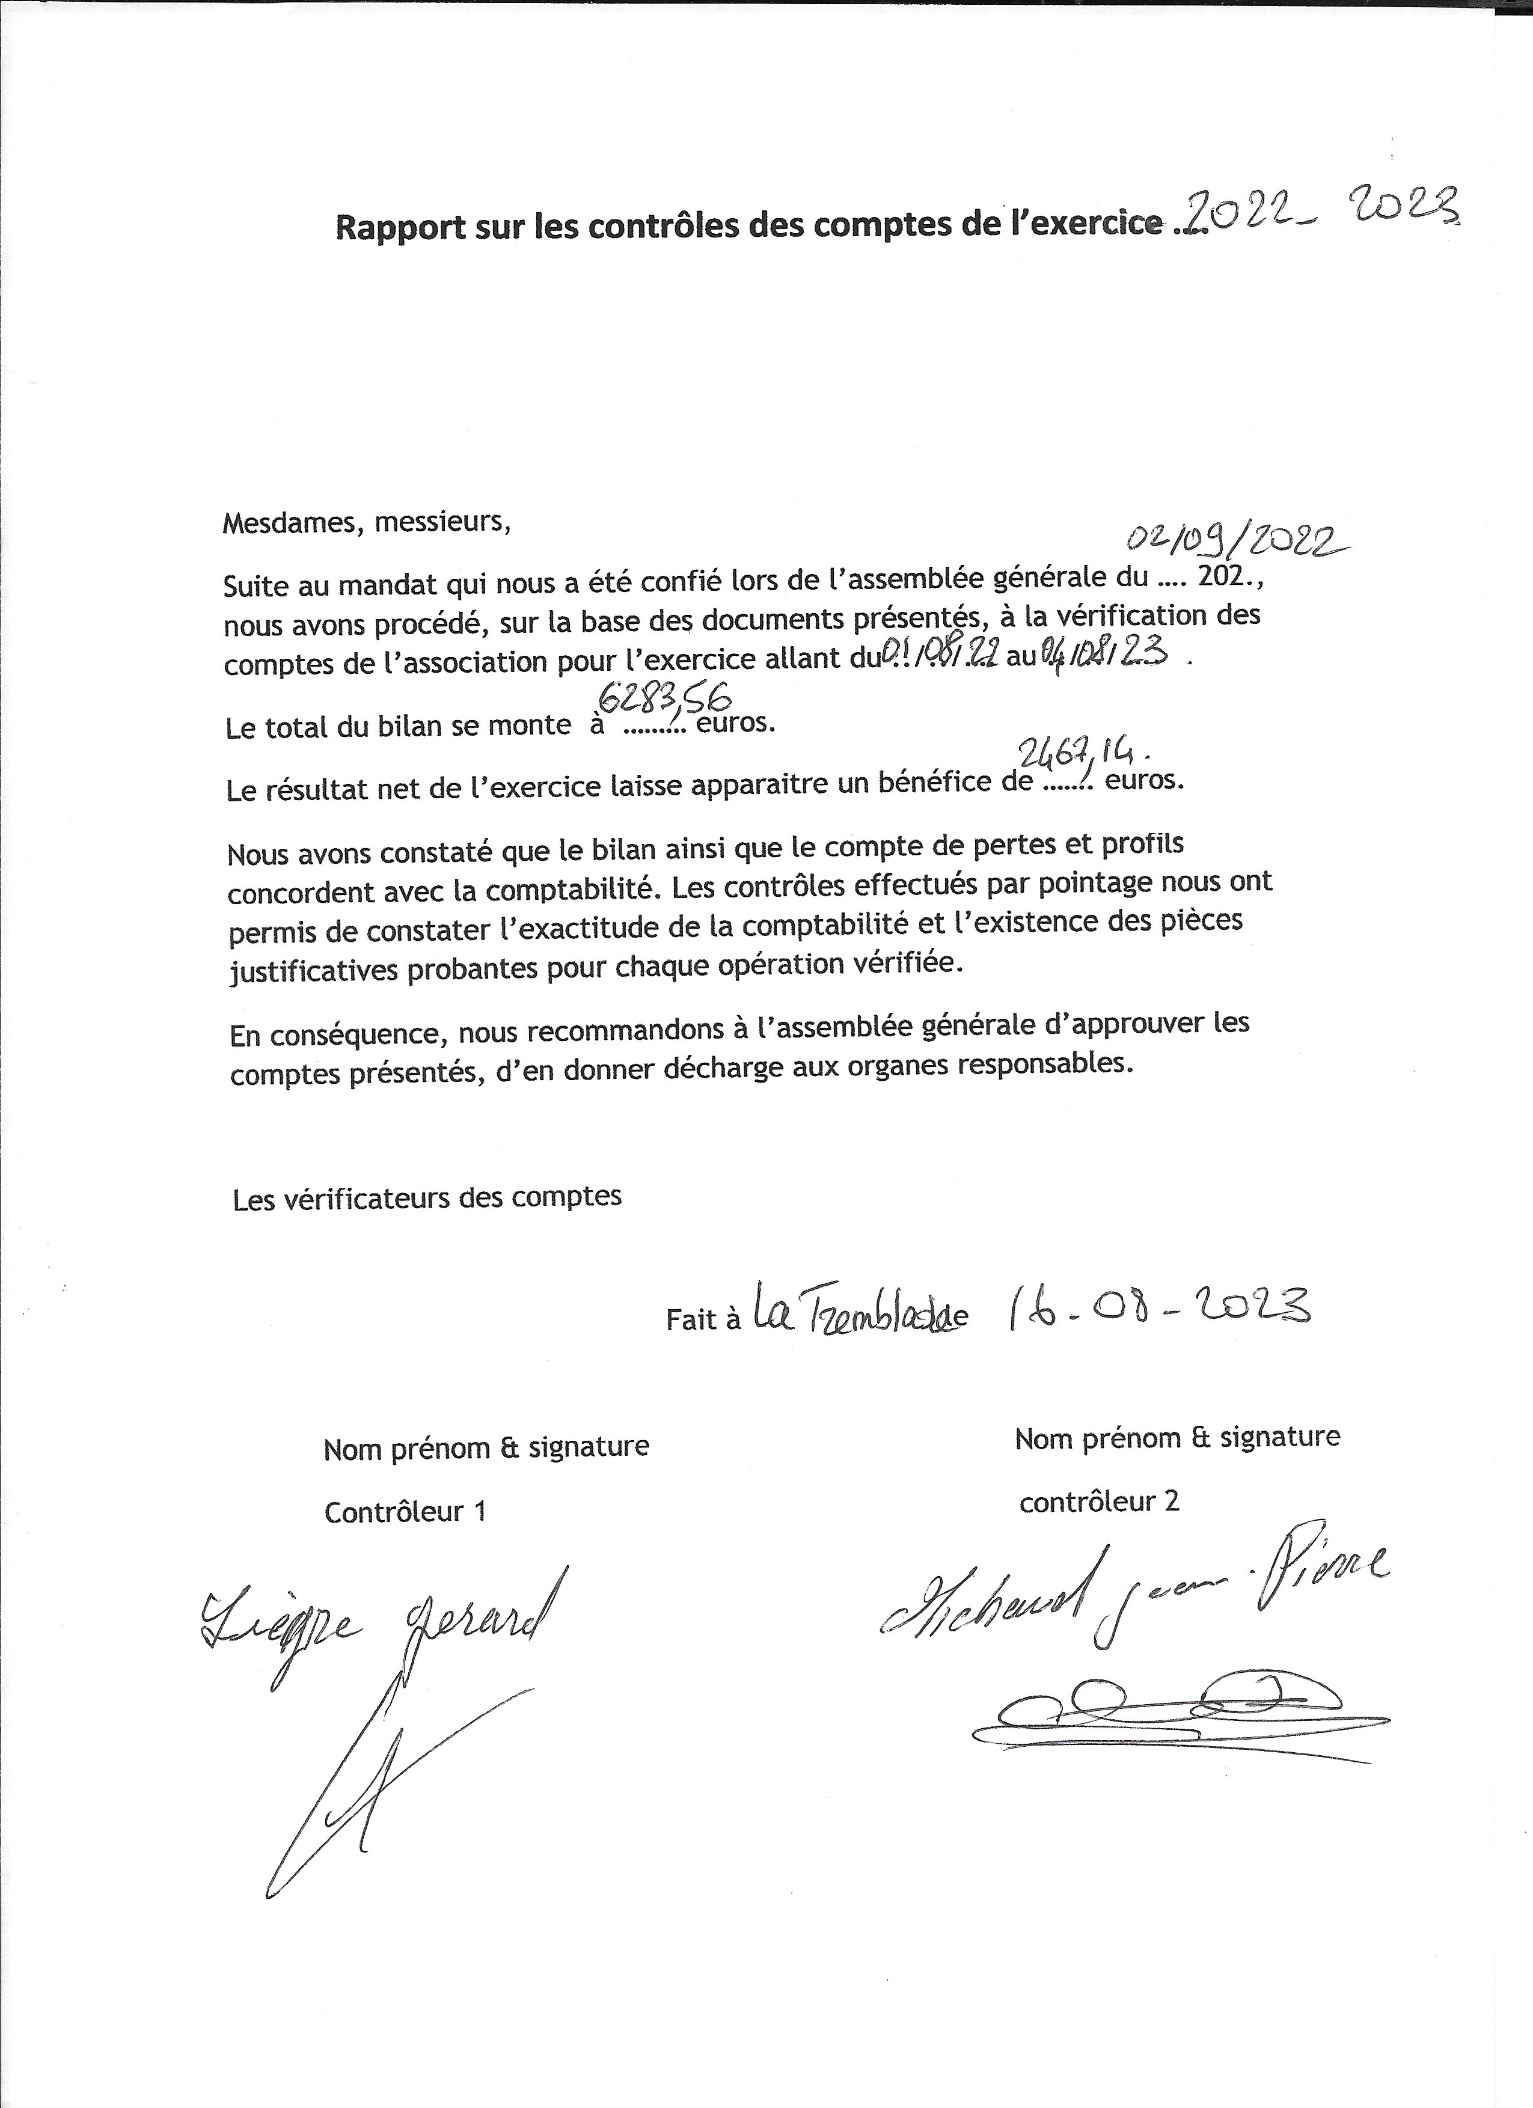 Rapport sur les contrôles des comptes de l'exercice ... 2022 - 2023
Mesdames, messieurs,
02/09/2022
Suite au mandat qui nous a été confié lors de l'assemblée générale du .... 202.,
nous avons procédé, sur la base des documents présentés, à la vérification des
comptes de l'association pour l'exercice allant du 01/08/22 au 04/08/23 .
6283,56
Le total du bilan se monte à ......... euros.
2467,14.
Le résultat net de l'exercice laisse apparaitre un bénéfice de ....... euros.
Nous avons constaté que le bilan ainsi que le compte de pertes et profils
concordent avec la comptabilité. Les contrôles effectués par pointage nous ont
permis de constater l'exactitude de la comptabilité et l'existence des pièces
justificatives probantes pour chaque opération vérifiée.
En conséquence, nous recommandons à l'assemblée générale d'approuver les
comptes présentés, d'en donner décharge aux organes responsables.
Les vérificateurs des comptes
Fait à La Tremblade 16-08-2023
Nom prénom & signature
Contrôleur 1
Liègre gerard
Nom prénom & signature
contrôleur 2
Michaud jean-Pierre